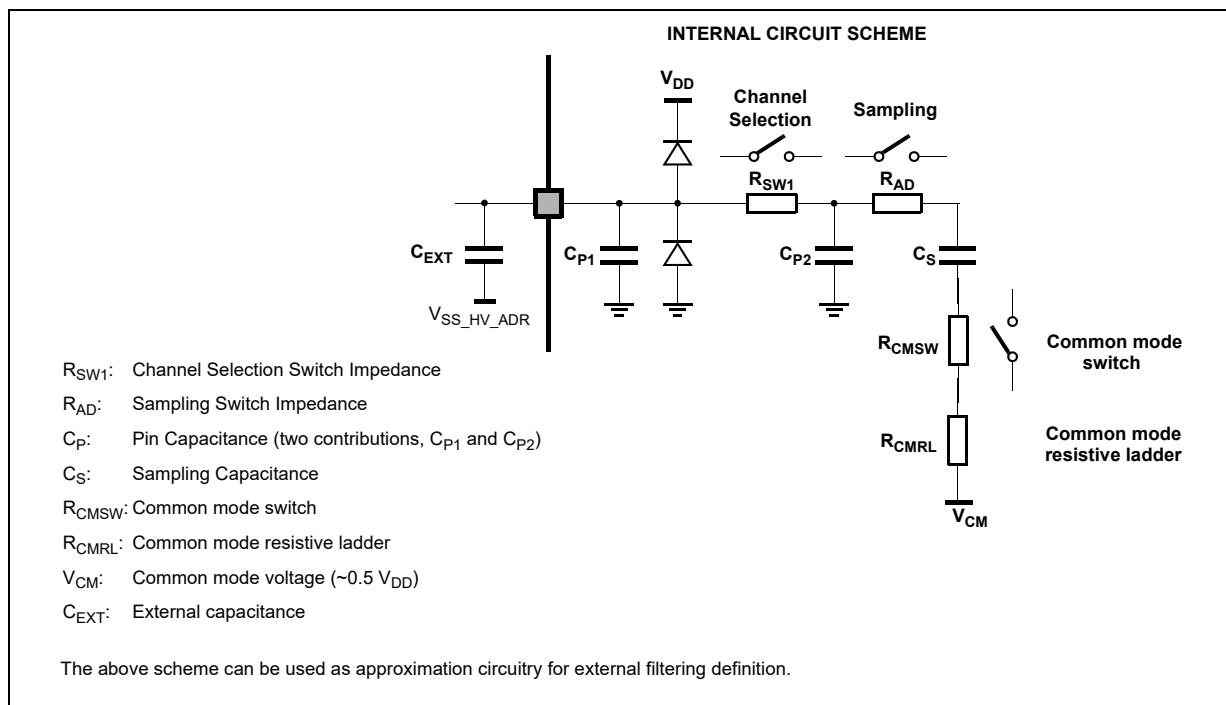 INTERNAL CIRCUIT SCHEME
VDD
Channel
Selection
Sampling
RSW1
RAD
CEXT
CP1
CP2
CS
VSS_HV_ADR
RCMSW
Common mode
switch
RCMRL
Common mode
resistive ladder
VCM
RSW1: Channel Selection Switch Impedance
RAD: Sampling Switch Impedance
CP: Pin Capacitance (two contributions, CP1 and CP2)
CS: Sampling Capacitance
RCMSW: Common mode switch
RCMRL: Common mode resistive ladder
VCM: Common mode voltage (~0.5 VDD)
CEXT: External capacitance
The above scheme can be used as approximation circuitry for external filtering definition.